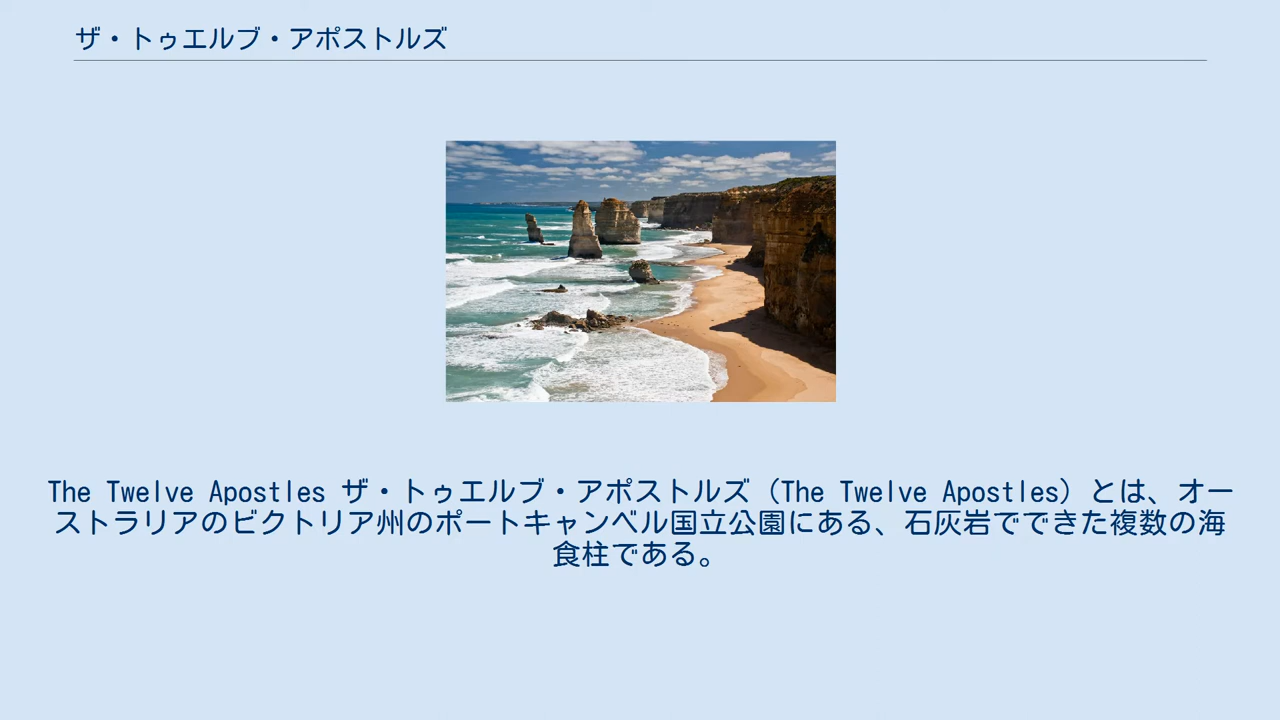 ザ・トゥエルブ・アポストルズ
The Twelve Apostles ザ・トゥエルブ・アポストルズ（The Twelve Apostles）とは、オー
ストラリアのビクトリア州のポートキャンベル国立公園にある、石灰岩でできた複数の海
食柱である。